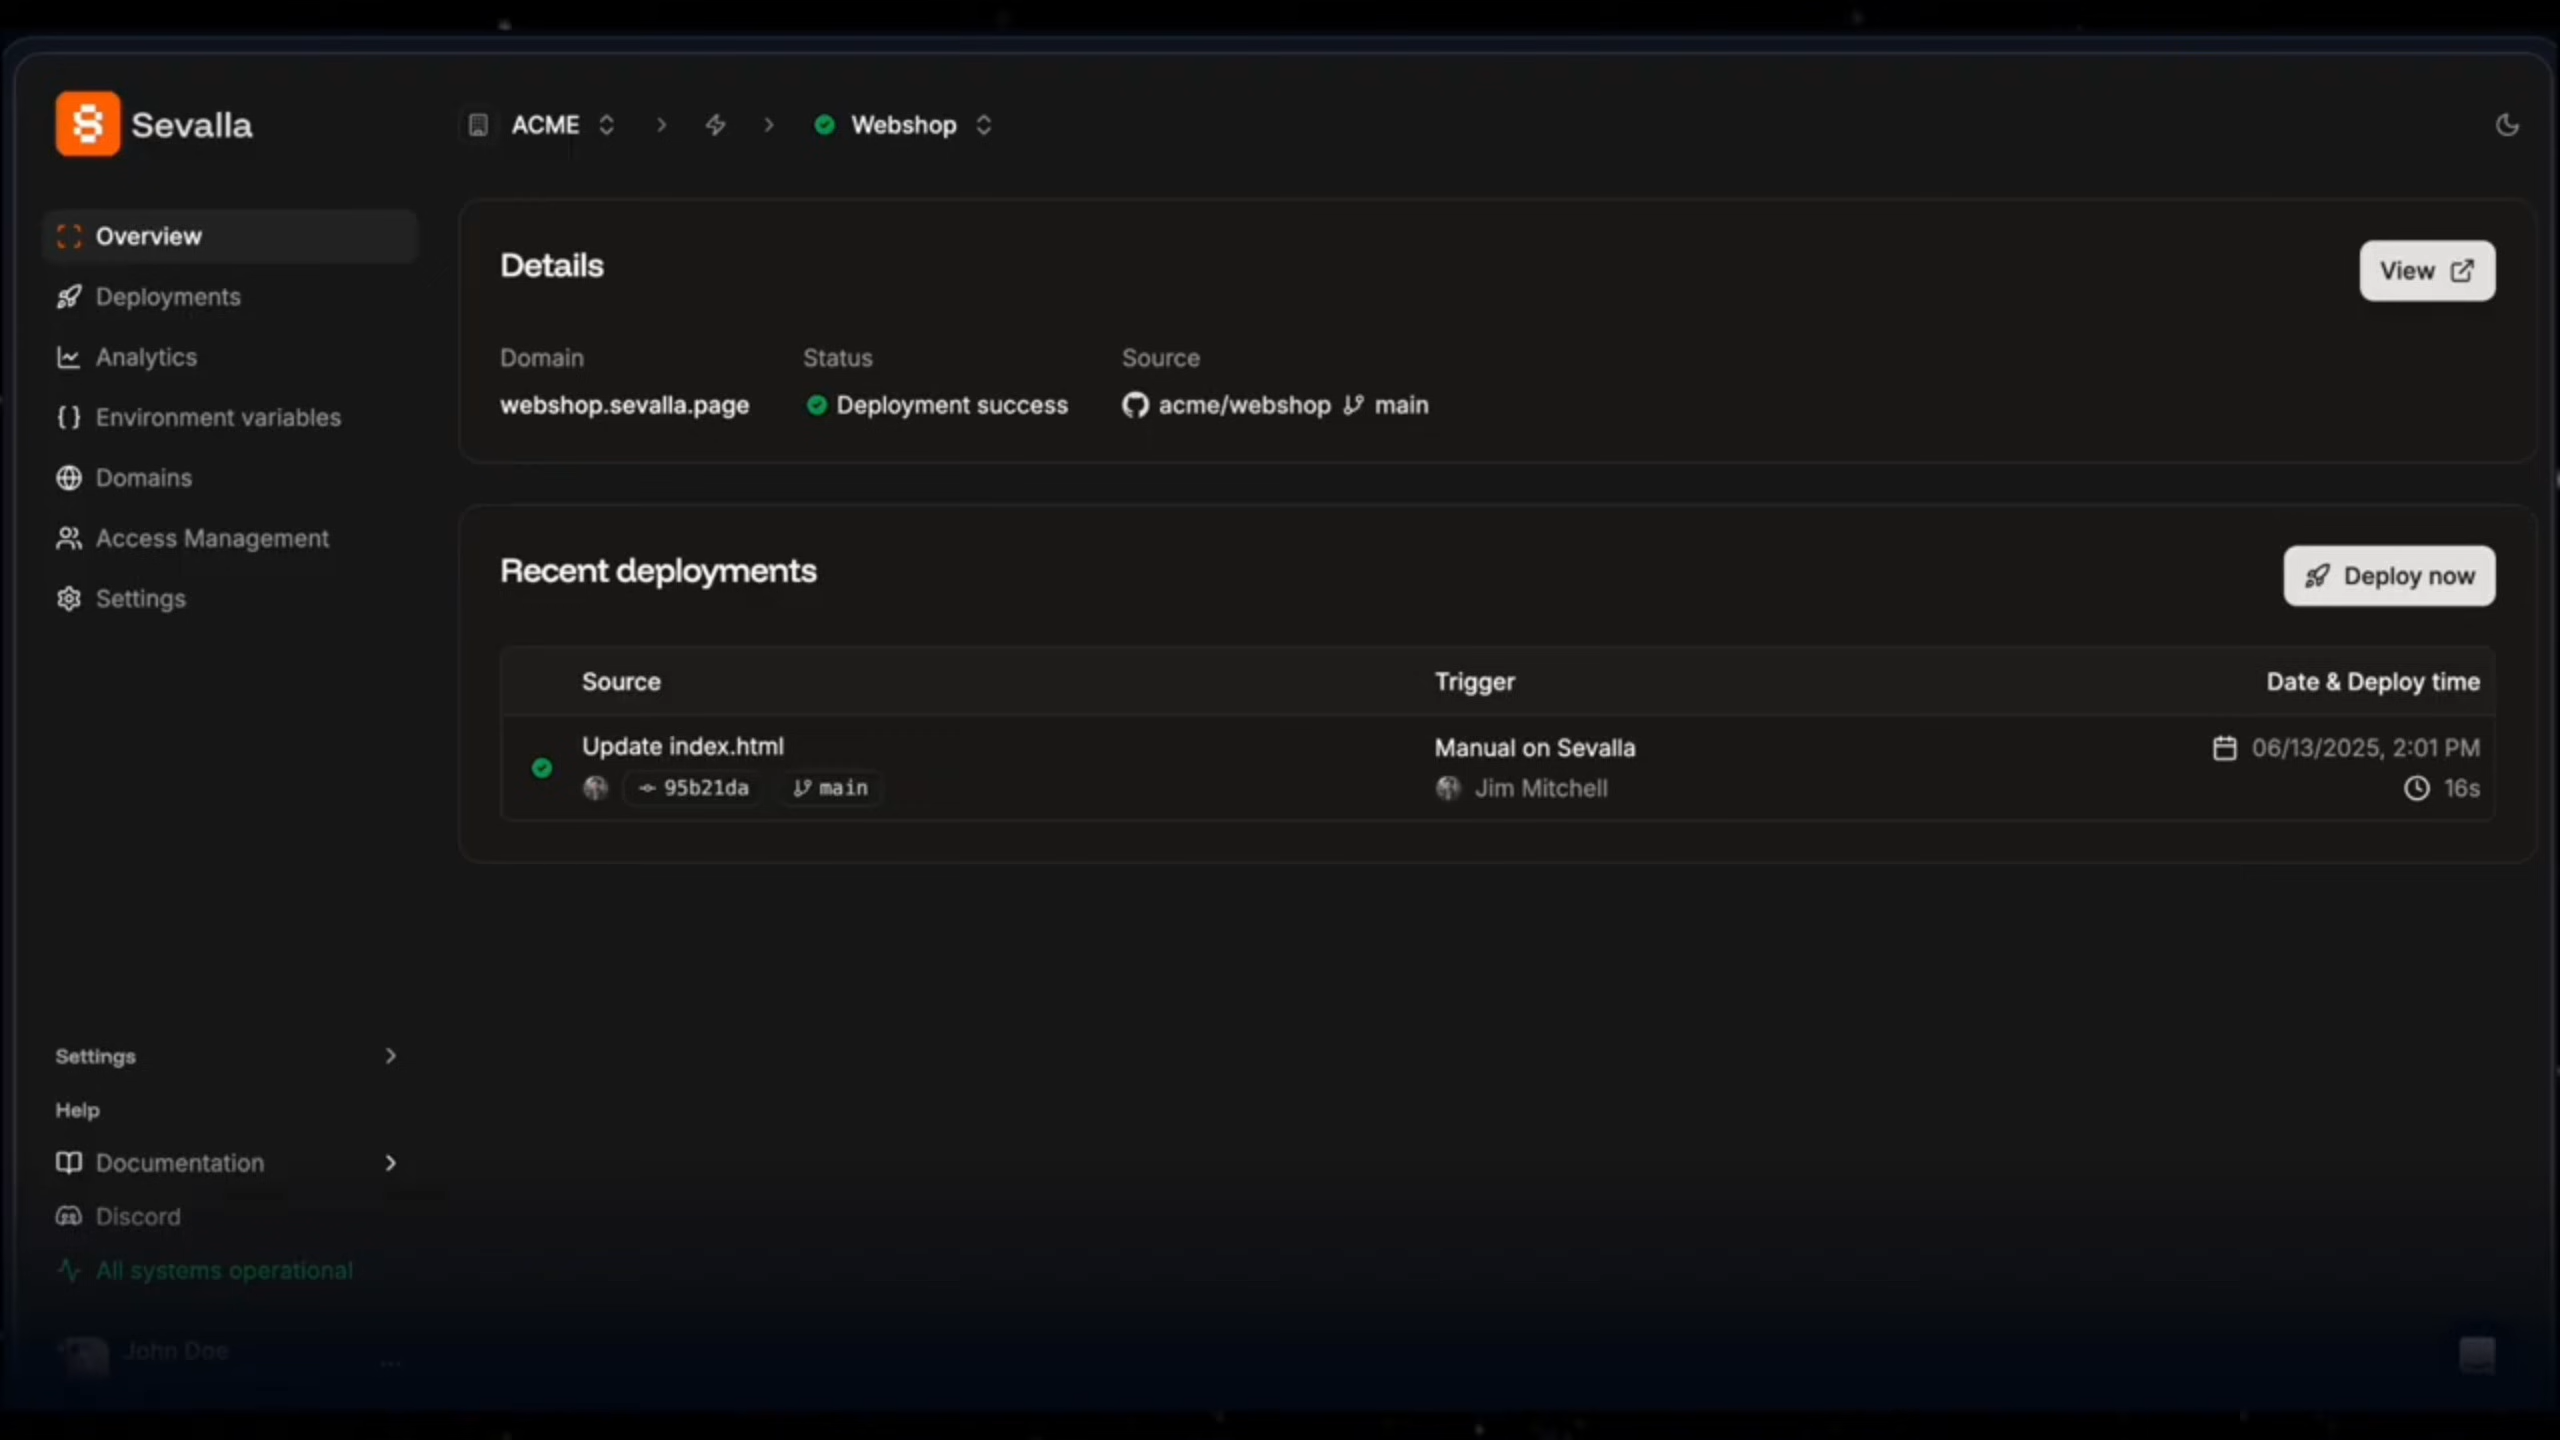 Sevalla
ACME
Webshop
Overview
Deployments
Analytics
Environment variables
Domains
Access Management
Settings
Details
View
Domain
Status
Source
webshop.sevalla.page
Deployment success
acme/webshop
main
Recent deployments
Deploy now
Source
Trigger
Date & Deploy time
Update index.html
Manual on Sevalla
06/13/2025, 2:01 PM
95b21da
main
Jim Mitchell
16s
Settings
Help
Documentation
Discord
All systems operational
John Doe
...